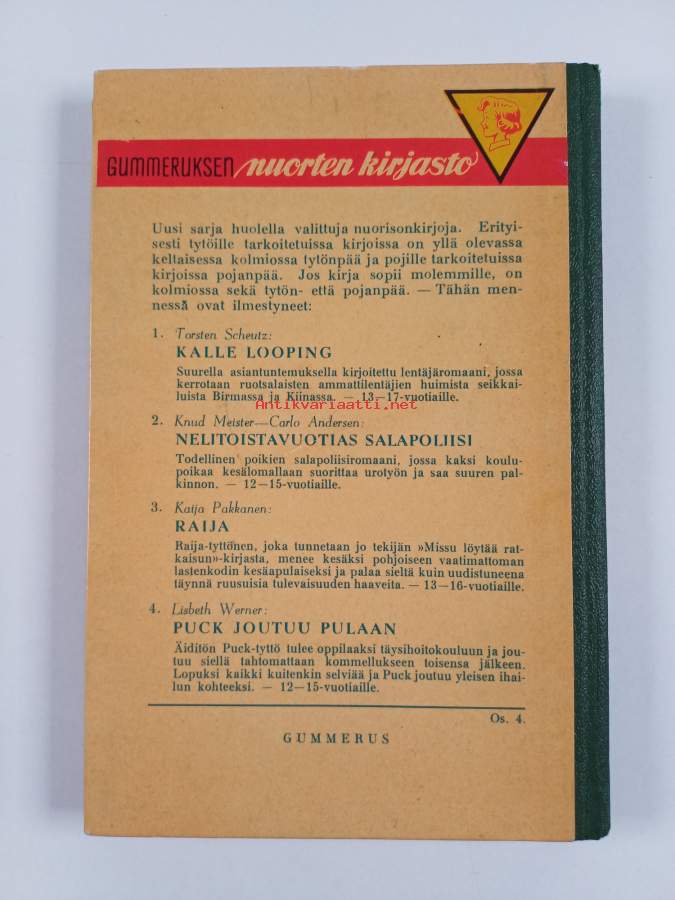 GUMMERUKSEN nuorten kirjasto
Uusi sarja huolella valittuja nuorisonkirjoja. Erityi-
sesti tytöille tarkoitetuissa kirjoissa on yllä olevassa
keltaisessa kolmiossa tytönpää ja pojille tarkoitetuissa
kirjoissa pojanpää. Jos kirja sopii molemmille, on
kolmiossa sekä tytön- että pojanpää. — Tähän men-
nessä ovat ilmestyneet:
1. Torsten Scheutz:
KALLE LOOPING
Suurella asiantuntemuksella kirjoitettu lentäjäromaani, jossa
kerrotaan ruotsalaisten ammattilentäjien huimista seikkai-
luista Birmassa ja Kiinassa. — 13—17-vuotiaille.
Antikvariaatti.net
2. Knud Meister—Carlo Andersen:
NELITOISTAVUOTIAS SALAPOLIISI
Todellinen poikien salapoliisiromaani, jossa kaksi koulu-
poikaa kesälomallaan suorittaa urotyön ja saa suuren pal-
kinnon. — 12—15-vuotiaille.
3. Kaija Pakkanen:
RAIJA
Raija-tyttönen, joka tunnetaan jo tekijän »Missu löytää rat-
kaisun»-kirjasta, menee kesäksi pohjoiseen vaatimattoman
lastenkodin kesäapulaiseksi ja palaa sieltä kuin uudistuneena
täynnä ruusuisia tulevaisuuden haaveita. — 13—16-vuotiaille.
4. Lisbeth Werner:
PUCK JOUTUU PULAAN
Äiditön Puck-tyttö tulee oppilaaksi täysihoitokouluun ja jou-
tuu siellä tahtomattaan kommellukseen toisensa jälkeen.
Lopuksi kaikki kuitenkin selviää ja Puck joutuu yleisen ihai-
lun kohteeksi. — 12—15-vuotiaille.
Os. 4.
GUMMERUS